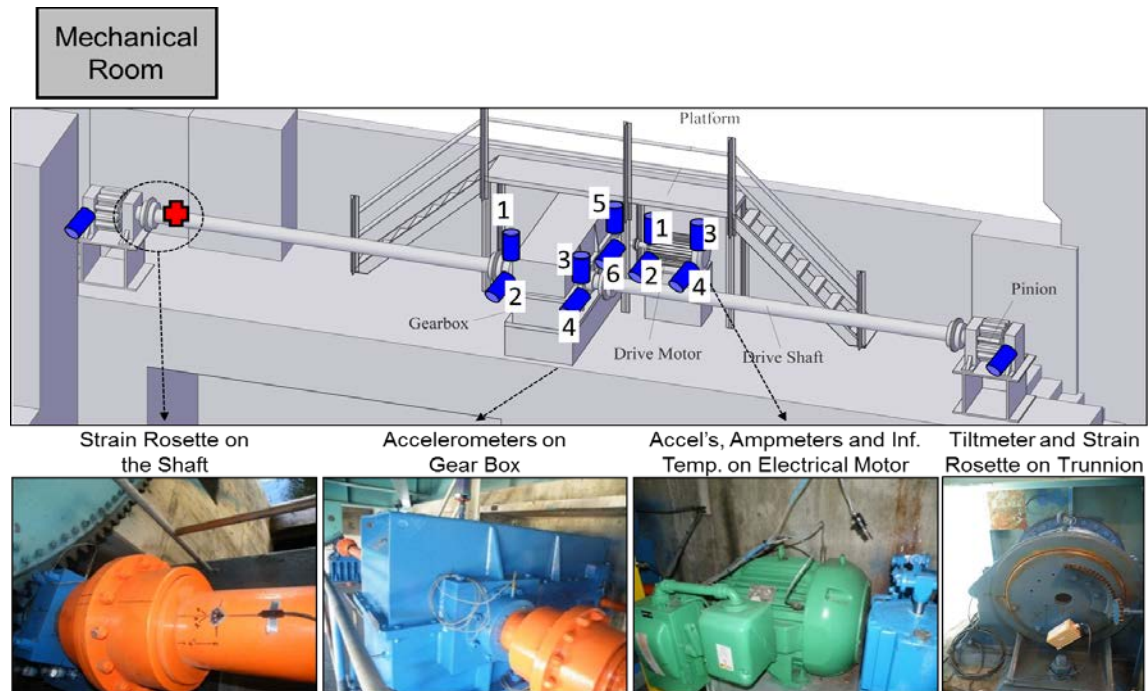 Mechanical
Room
Platform
1
5
1
3
3
2
6
2
4
4
Pinion
Gearbox
Drive Motor
Drive Shaft
Strain Rosette on
the Shaft
Accelerometers on
Gear Box
Accel's, Ampmeters and Inf.
Temp. on Electrical Motor
Tiltmeter and Strain
Rosette on Trunnion